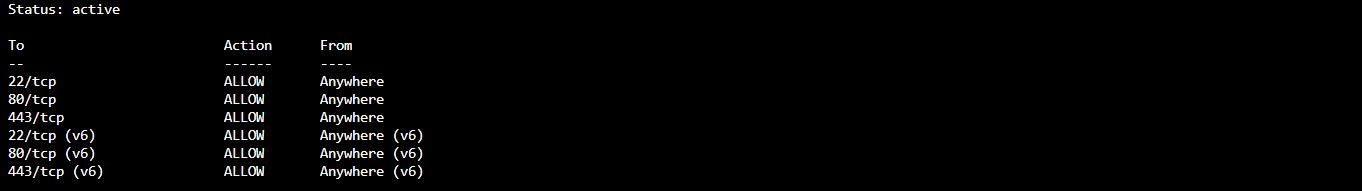 Status: active
To Action From
-- ------ ----
22/tcp ALLOW Anywhere
80/tcp ALLOW Anywhere
443/tcp ALLOW Anywhere
22/tcp (v6) ALLOW Anywhere (v6)
80/tcp (v6) ALLOW Anywhere (v6)
443/tcp (v6) ALLOW Anywhere (v6)